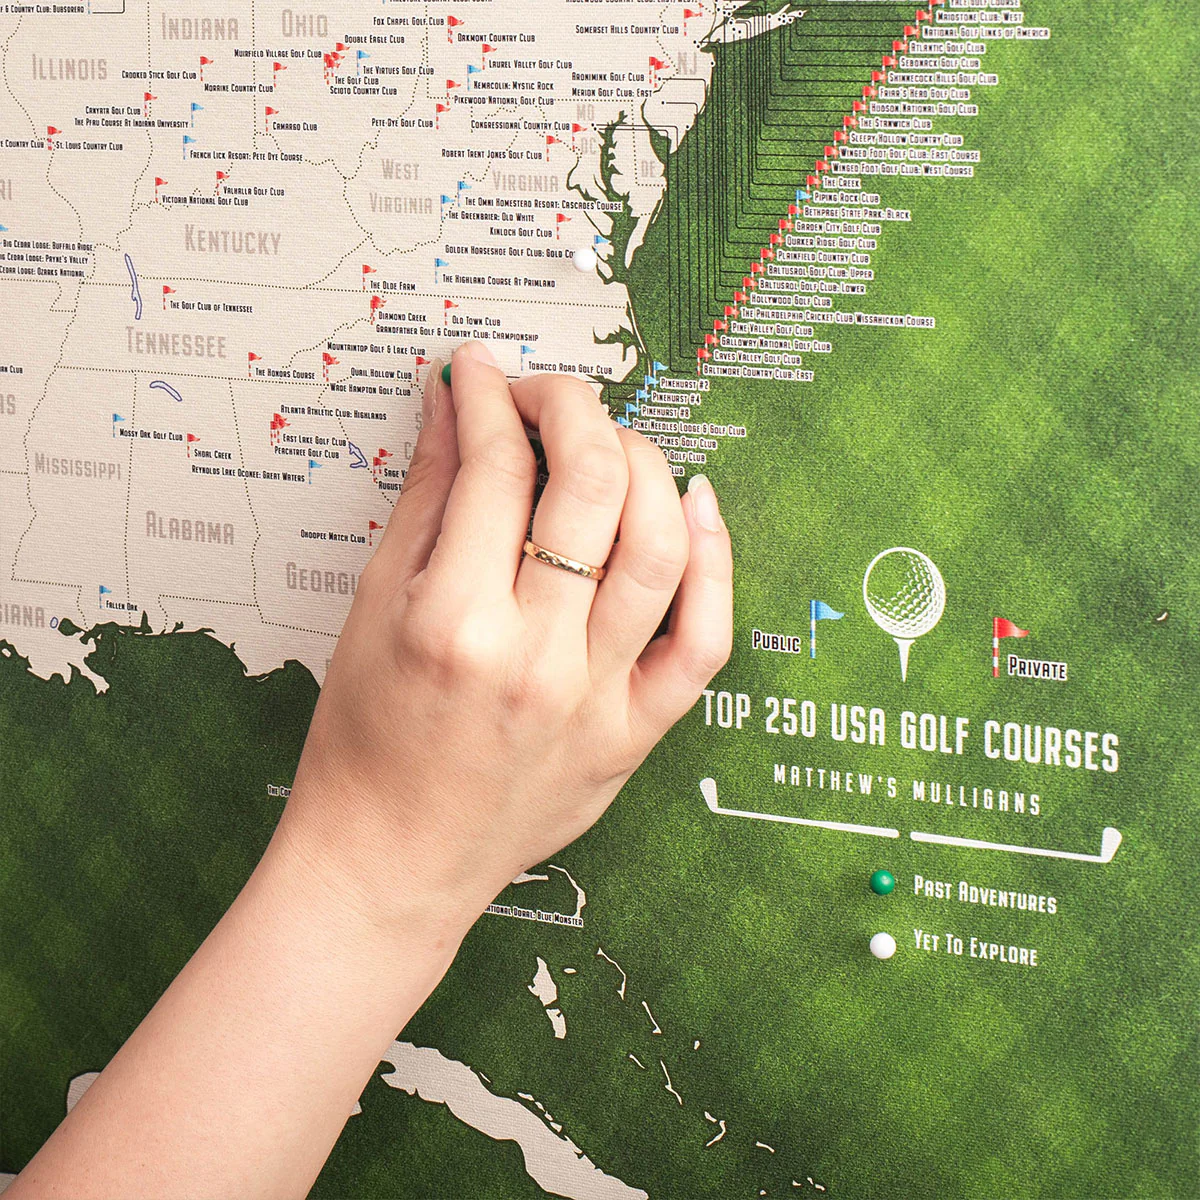 & Country Club: Dubsdread
Indiana
Ohio
Illinois
NJ
MD
DC
DE
West
Virginia
Virginia
Kentucky
Tennessee
Mississippi
Alabama
Georgi
Fox Chapel Golf Club
Oakmont Country Club
Somerset Hills Country Club
Double Eagle Club
Muirfield Village Golf Club
The Virtues Golf Club
Laurel Valley Golf Club
Aronimink Golf Club
Crooked Stick Golf Club
The Golf Club
Scioto Country Club
Moraine Country Club
Nemacolin: Mystic Rock
Merion Golf Club: East
Pikewood National Golf Club
Canyata Golf Club
The Pfau Course At Indiana University
Camargo Club
Pete Dye Golf Club
Congressional Country Club
St. Louis Country Club
French Lick Resort: Pete Dye Course
Robert Trent Jones Golf Club
Victoria National Golf Club
Valhalla Golf Club
The Omni Homestead Resort: Cascades Course
The Greenbrier: Old White
Kinloch Golf Club
Golden Horseshoe Golf Club: Gold Co
Big Cedar Lodge: Buffalo Ridge
Cedar Lodge: Ozarks National
The Highland Course At Primland
The Olde Farm
The Golf Club of Tennessee
Diamond Creek
Old Town Club
Grandfather Golf & Country Club: Championship
Mountaintop Golf & Lake Club
The Honors Course
Quail Hollow Club
Wade Hampton Golf Club
Tobacco Road Golf Club
Atlanta Athletic Club: Highlands
Mossy Oak Golf Club
East Lake Golf Club
Peachtree Golf Club
Shoal Creek
Reynolds Lake Oconee: Great Waters
Ohoopee Match Club
Fallen Oak
Yale Golf Course
Maidstone Club: West
National Golf Links of America
Atlantic Golf Club
Sebonack Golf Club
Shinnecock Hills Golf Club
Friar's Head Golf Club
Hudson National Golf Club
The Stanwich Club
Sleepy Hollow Country Club
Winged Foot Golf Club: East Course
Winged Foot Golf Club: West Course
The Creek
Piping Rock Club
Bethpage State Park: Black
Garden City Golf Club
Quaker Ridge Golf Club
Plainfield Country Club
Baltusrol Golf Club: Upper
Baltusrol Golf Club: Lower
Hollywood Golf Club
The Philadelphia Cricket Club Wissahickon Course
Pine Valley Golf Club
Galloway National Golf Club
Caves Valley Golf Club
Baltimore Country Club: East
Pinehurst #2
Pinehurst #4
Pinehurst #8
Pine Needles Lodge & Golf Club
Pines Golf Club
Golf Club
Public
Private
Top 250 USA Golf Courses
Matthew's Mulligans
Past Adventures
Yet To Explore
Doral: Blue Monster